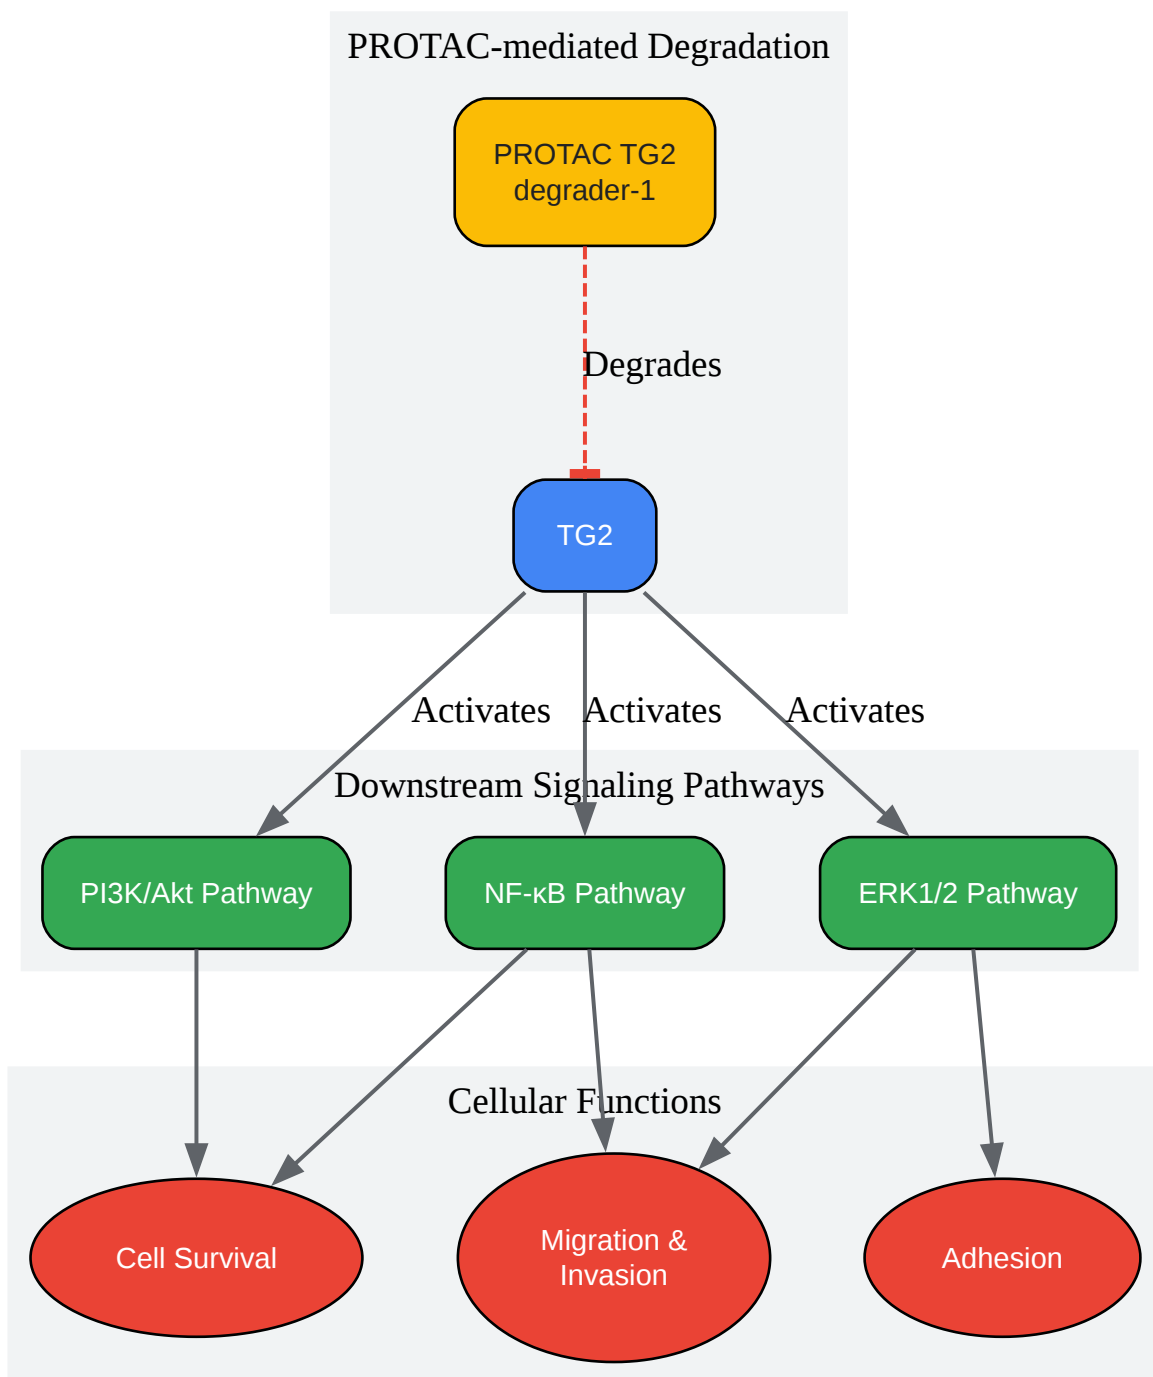 PROTAC-mediated Degradation
PROTAC TG2
degrader-1
Degrades
TG2
Activates
Activates
Activates
Downstream Signaling Pathways
PI3K/Akt Pathway
NF-κB Pathway
ERK1/2 Pathway
Cellular Functions
Cell Survival
Migration &
Invasion
Adhesion